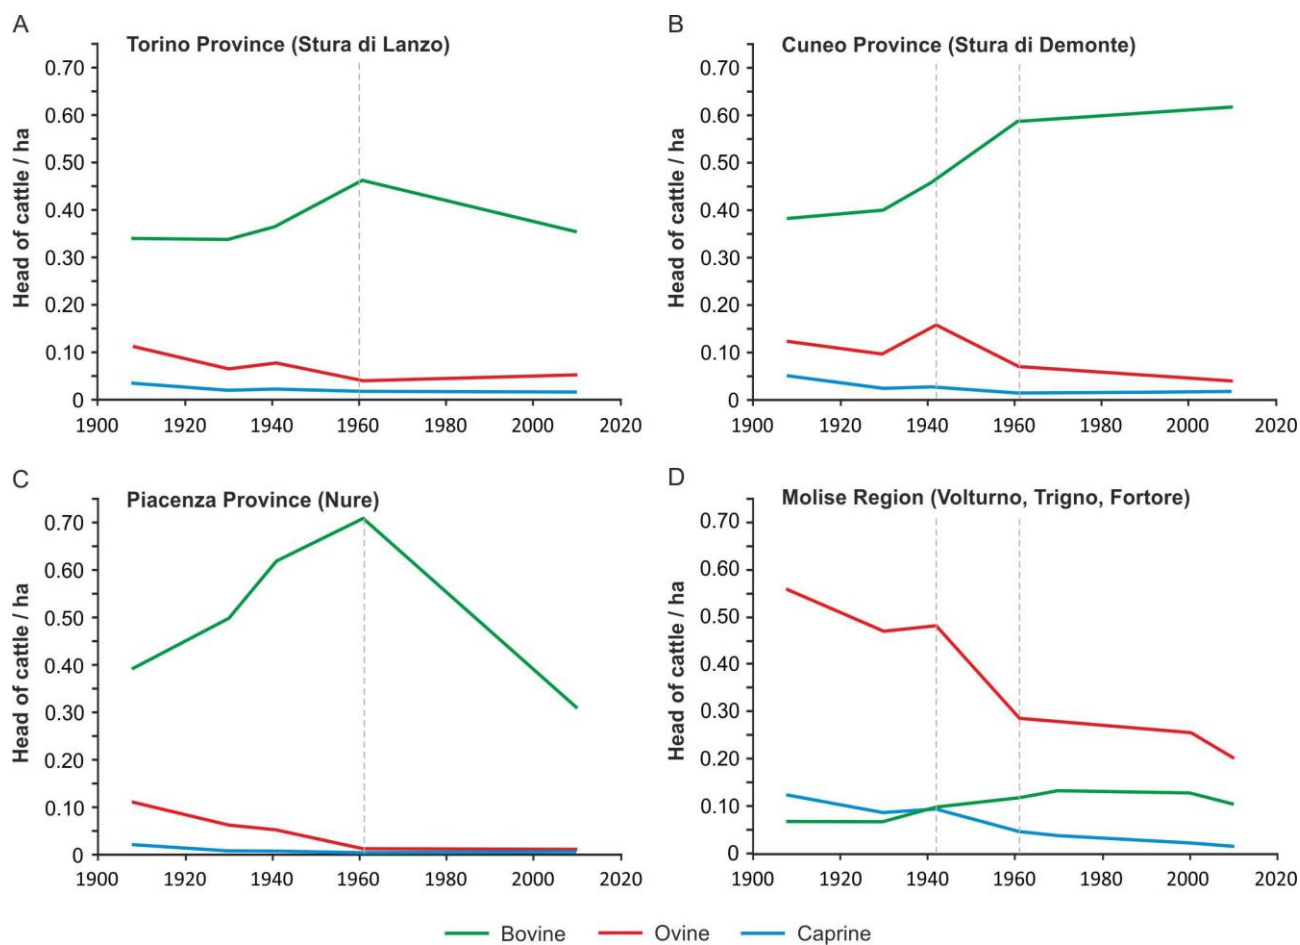 A
Torino Province (Stura di Lanzo)
Head of cattle / ha
0.70
0.60
0.50
0.40
0.30
0.20
0.10
0
1900 1920 1940 1960 1980 2000 2020
B
Cuneo Province (Stura di Demonte)
Head of cattle / ha
0.70
0.60
0.50
0.40
0.30
0.20
0.10
0
1900 1920 1940 1960 1980 2000 2020
C
Piacenza Province (Nure)
Head of cattle / ha
0.70
0.60
0.50
0.40
0.30
0.20
0.10
0
1900 1920 1940 1960 1980 2000 2020
D
Molise Region (Volturno, Trigno, Fortore)
Head of cattle / ha
0.70
0.60
0.50
0.40
0.30
0.20
0.10
0
1900 1920 1940 1960 1980 2000 2020
Bovine Ovine Caprine